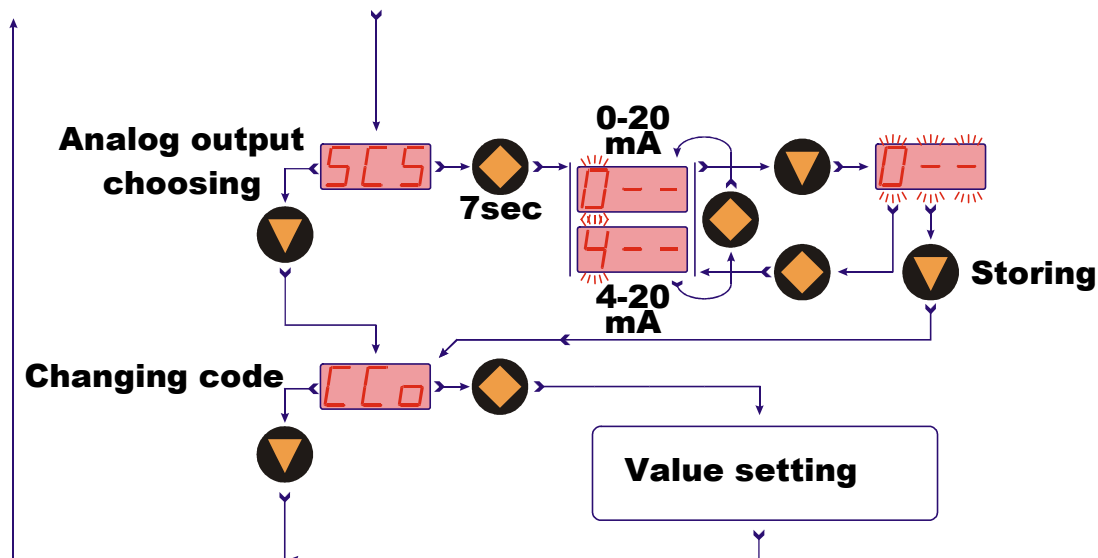 0-20
mA
Analog output
choosing
SCS
7sec
0--
4--
0--
4-20
mA
Storing
Changing code
CCo
Value setting